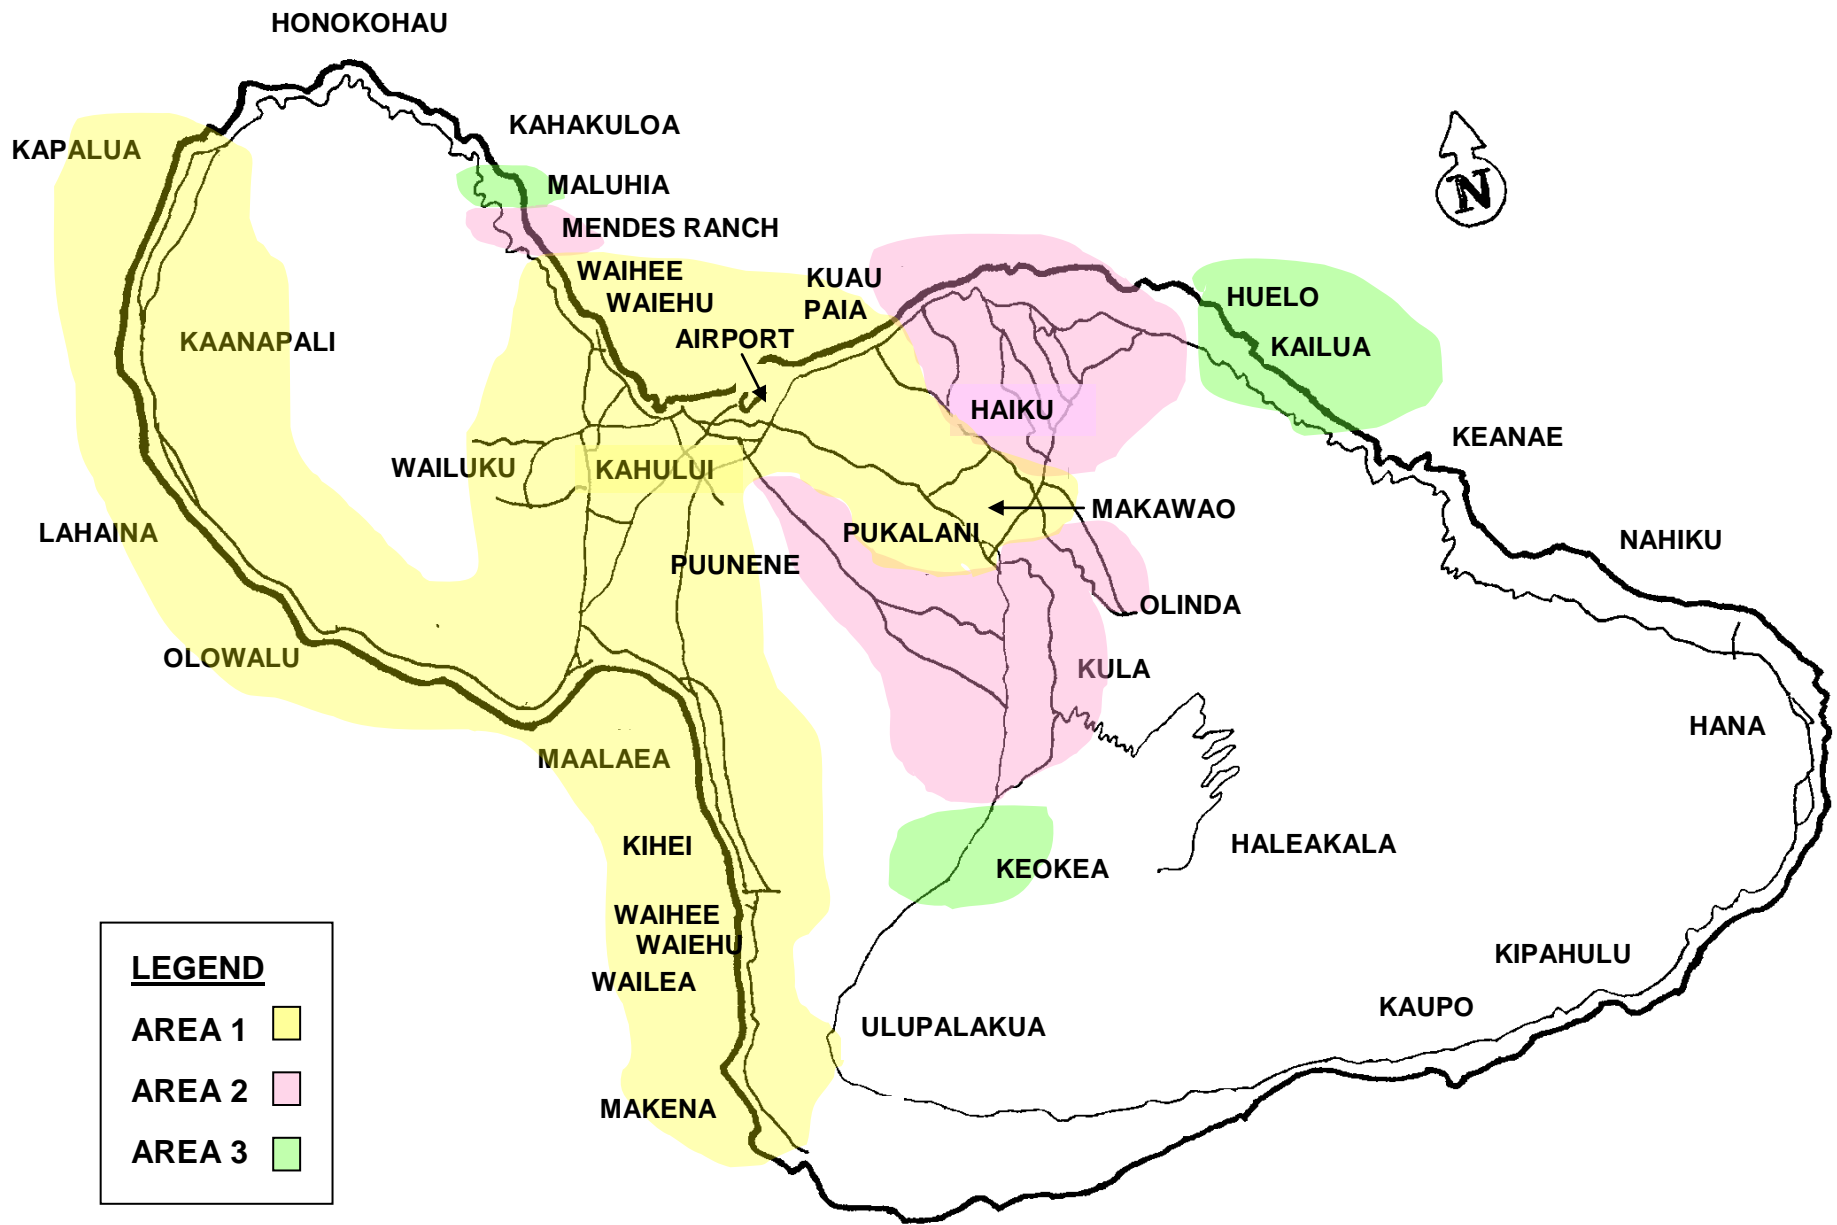 HONOKOHAU
KAHAKULOA
KAPALUA
MALUHIA
N
MENDES RANCH
WAIHEE
WAIEHU
KUAU
PAIA
HUELO
AIRPORT
KAANAPALI
KAILUA
HAIKU
KEANAE
WAILUKU
KAHULUI
MAKAWAO
LAHAINA
PUKALANI
NAHIKU
PUUNENE
OLINDA
OLOWALU
KULA
HANA
MAALAEA
KIHEI
HALEAKALA
KEOKEA
WAIHEE
WAIEHU
WAILEA
KIPAHULU
KAUPO
ULUPALAKUA
MAKENA
LEGEND
AREA 1
AREA 2
AREA 3